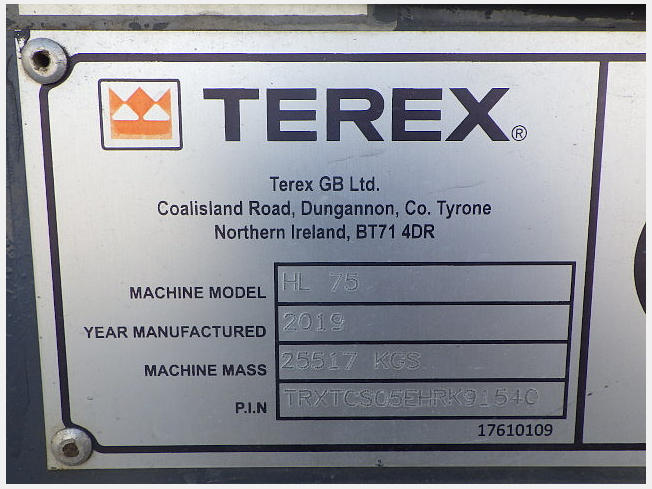 TEREX®
Terex GB Ltd.
Coalisland Road, Dungannon, Co. Tyrone
Northern Ireland, BT71 4DR
MACHINE MODEL HL 75
YEAR MANUFACTURED 2019
MACHINE MASS 25517 KGS
P.I.N TRXTCS05EHRK91540
17610109